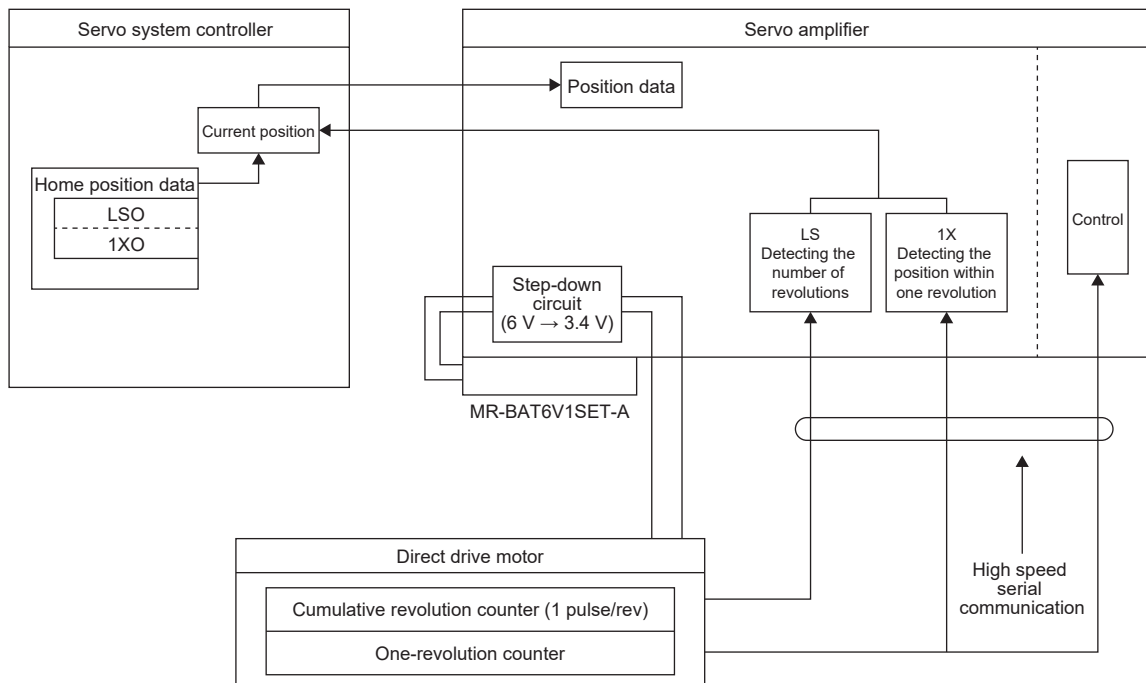 Servo system controller
Servo amplifier
Position data
Current position
Home position data
LSO
1XO
LS
Detecting the
number of
revolutions
1X
Detecting the
position within
one revolution
Control
Step-down
circuit
(6 V → 3.4 V)
MR-BAT6V1SET-A
Direct drive motor
Cumulative revolution counter (1 pulse/rev)
One-revolution counter
High speed
serial
communication